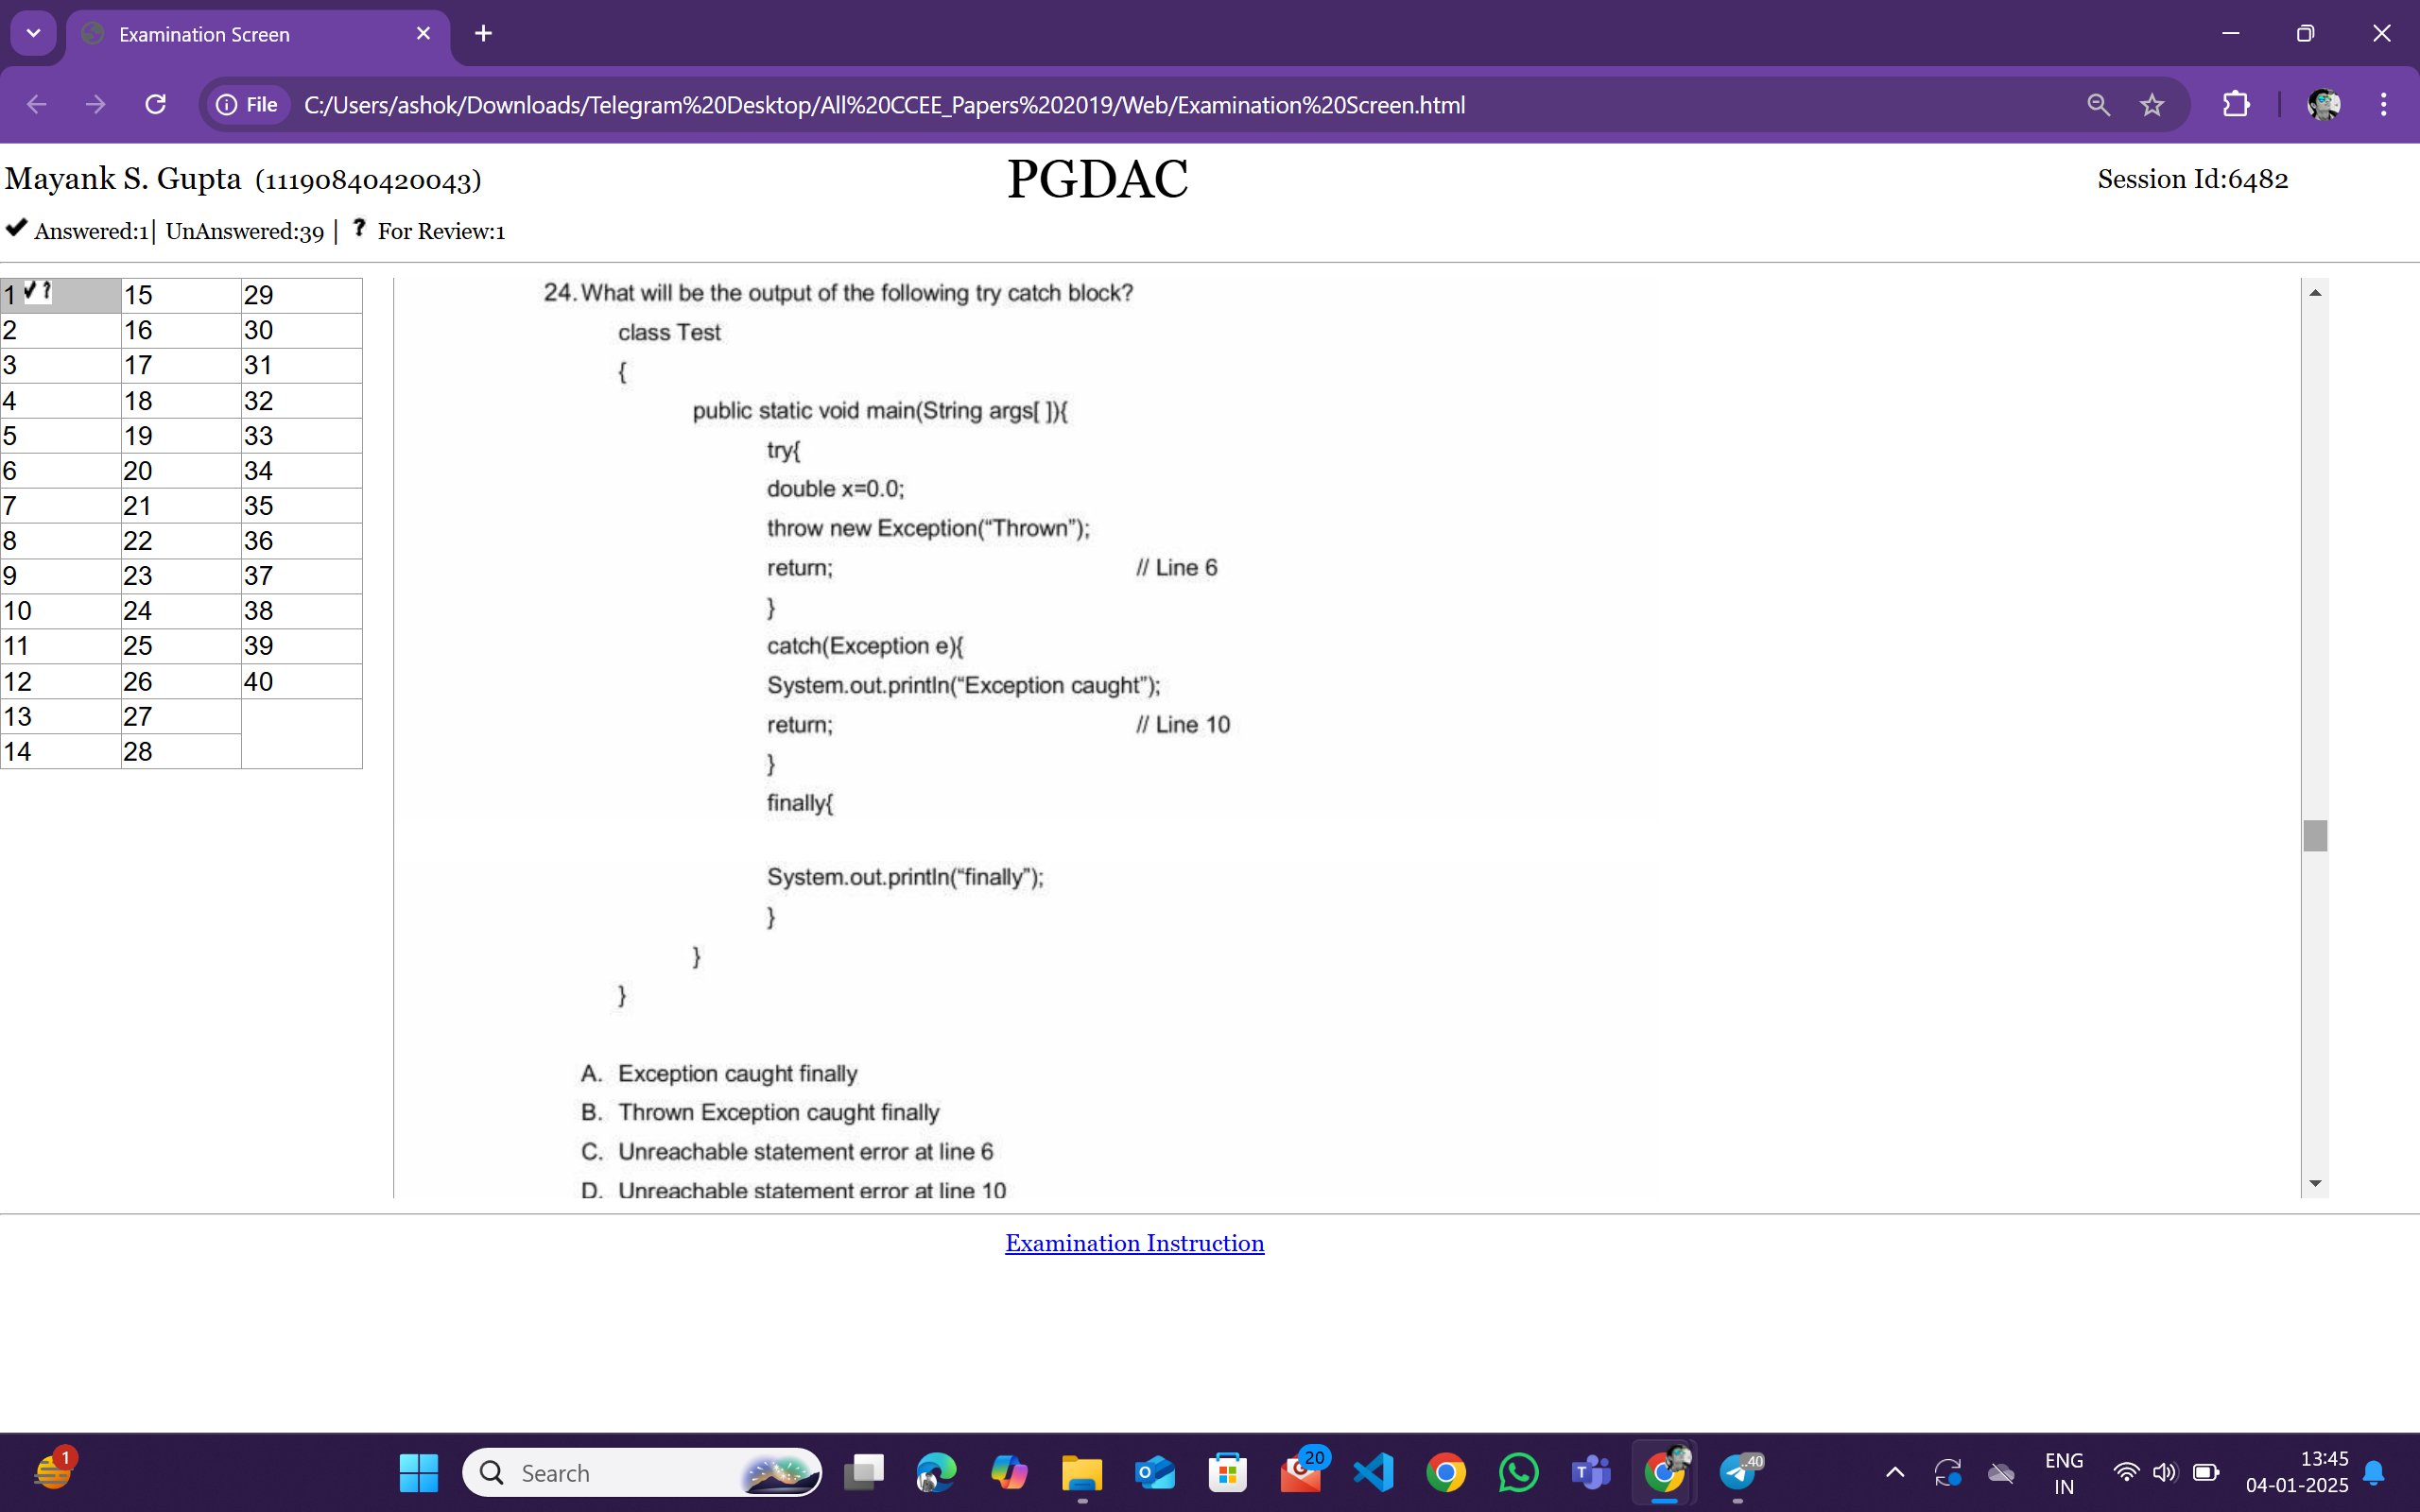 Examination Screen
File
C:/Users/ashok/Downloads/Telegram%20Desktop/All%20CCEE_Papers%202019/Web/Examination%20Screen.html
Mayank S. Gupta (11190840420043)
PGDAC
Session Id:6482
Answered:1| UnAnswered:39 | ? For Review:1
1 ? 15 29
2 16 30
3 17 31
4 18 32
5 19 33
6 20 34
7 21 35
8 22 36
9 23 37
10 24 38
11 25 39
12 26 40
13 27
14 28
24. What will be the output of the following try catch block?
class Test
{
public static void main(String args[ ]){
try{
double x=0.0;
throw new Exception(“Thrown”);
return; // Line 6
}
catch(Exception e){
System.out.println(“Exception caught”);
return; // Line 10
}
finally{
System.out.println(“finally”);
}
}
}
A. Exception caught finally
B. Thrown Exception caught finally
C. Unreachable statement error at line 6
D. Unreachable statement error at line 10
Examination Instruction
1
Search
20
..40
ENG
IN
13:45
04-01-2025